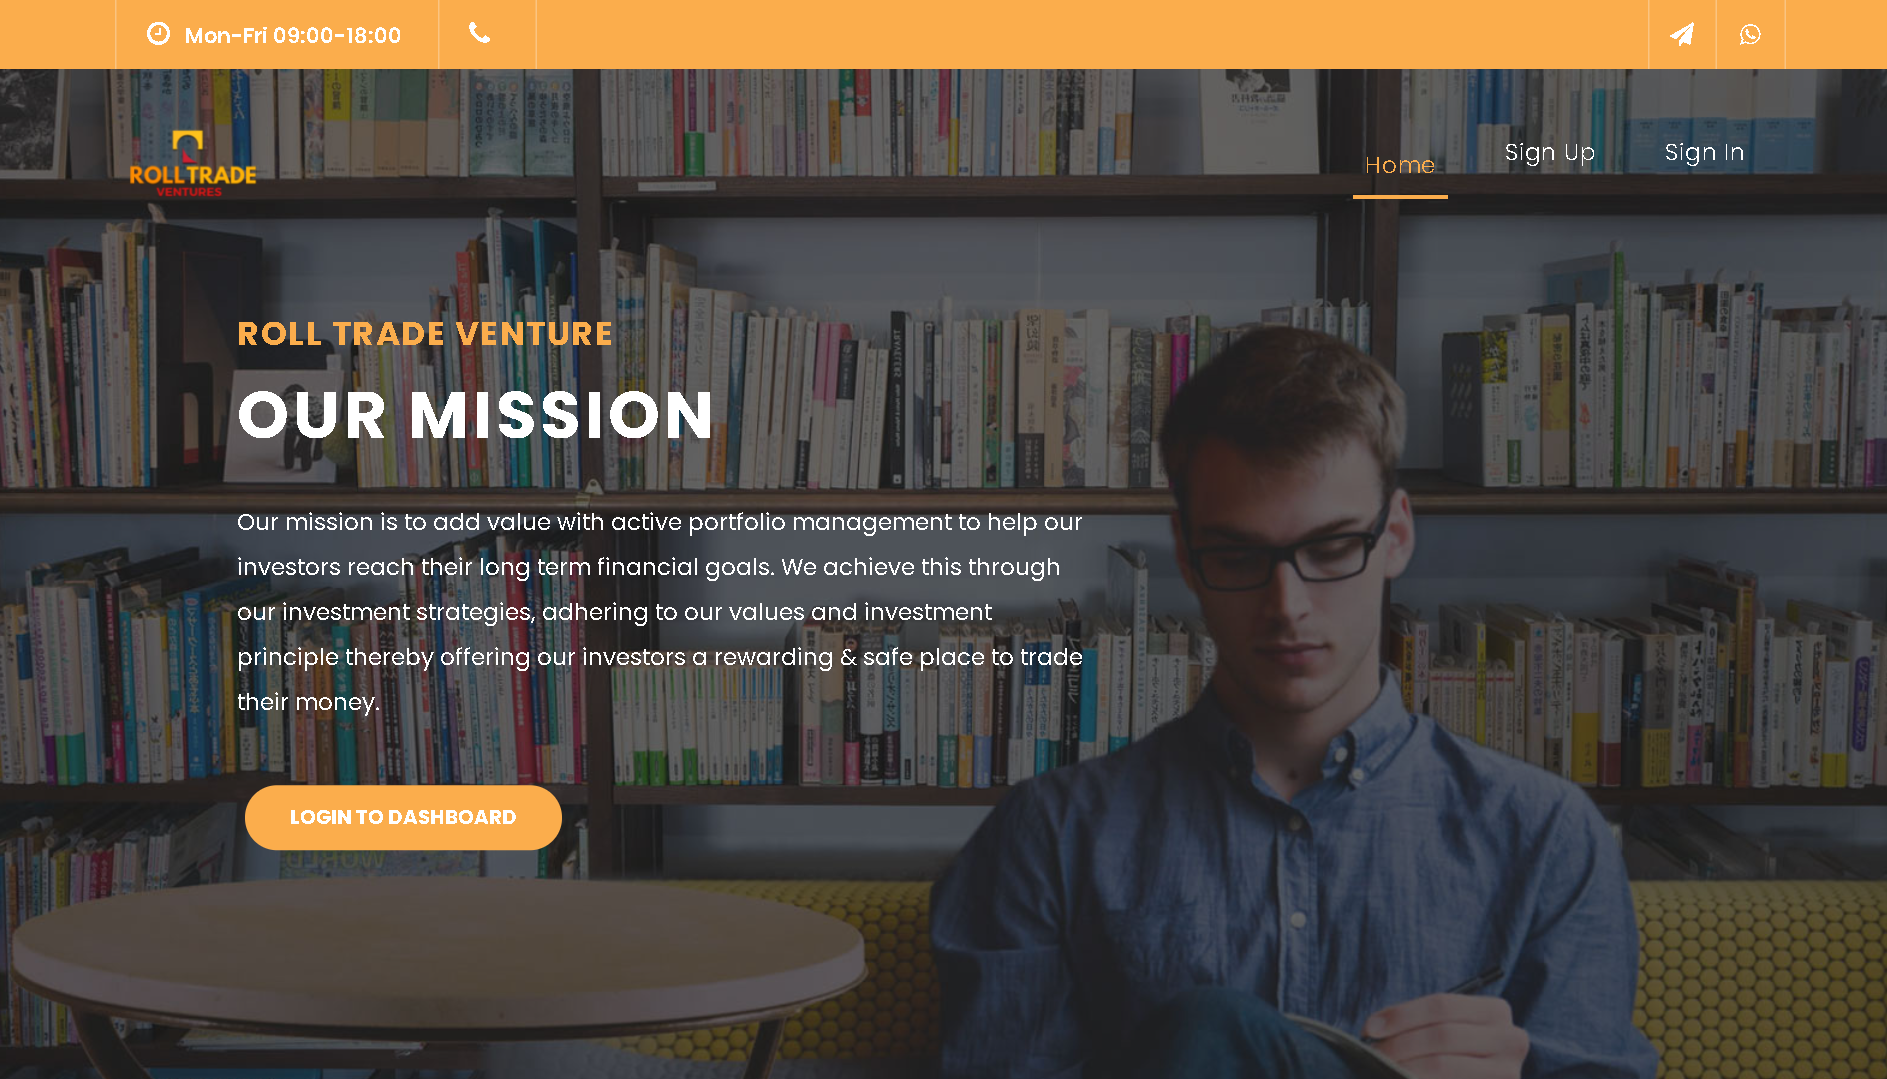 Mon-Fri 09:00-18:00
ROLLTRADE
VENTURES
Home
Sign Up
Sign In
ROLL TRADE VENTURE
OUR MISSION
Our mission is to add value with active portfolio management to help our
investors reach their long term financial goals. We achieve this through
our investment strategies, adhering to our values and investment
principle thereby offering our investors a rewarding & safe place to trade
their money.
LOGIN TO DASHBOARD